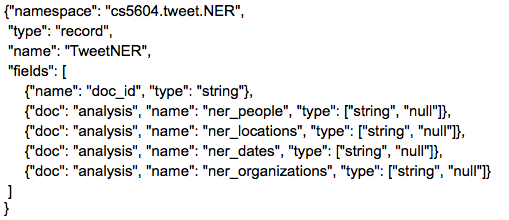 {"namespace": "cs5604.tweet.NER",
"type": "record",
"name": "TweetNER",
"fields": [
{"name": "doc_id", "type": "string"},
{"doc": "analysis", "name": "ner_people", "type": ["string", "null"]},
{"doc": "analysis", "name": "ner_locations", "type": ["string", "null"]},
{"doc": "analysis", "name": "ner_dates", "type": ["string", "null"]},
{"doc": "analysis", "name": "ner_organizations", "type": ["string", "null"]}
]
}